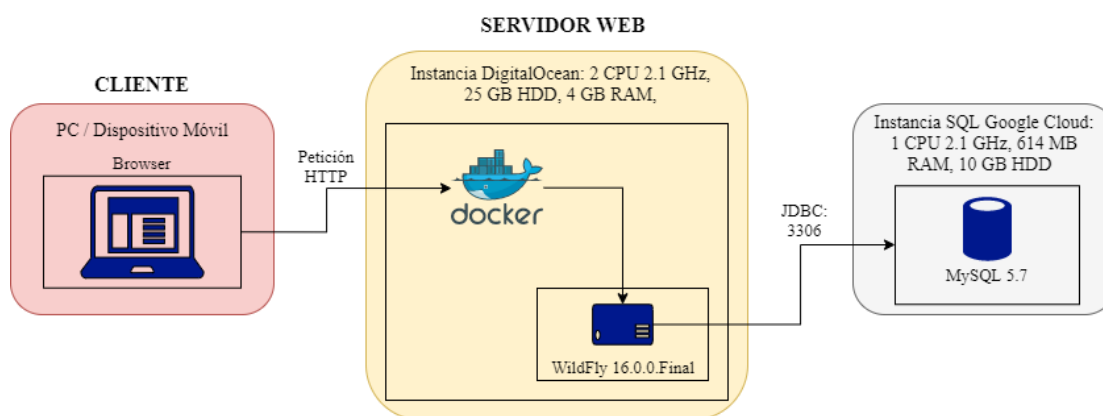 SERVIDOR WEB
CLIENTE
Instancia DigitalOcean: 2 CPU 2.1 GHz,
25 GB HDD, 4 GB RAM,
PC / Dispositivo Móvil
Browser
Petición
HTTP
docker
WildFly 16.0.0.Final
JDBC:
3306
Instancia SQL Google Cloud:
1 CPU 2.1 GHz, 614 MB
RAM, 10 GB HDD
MySQL 5.7